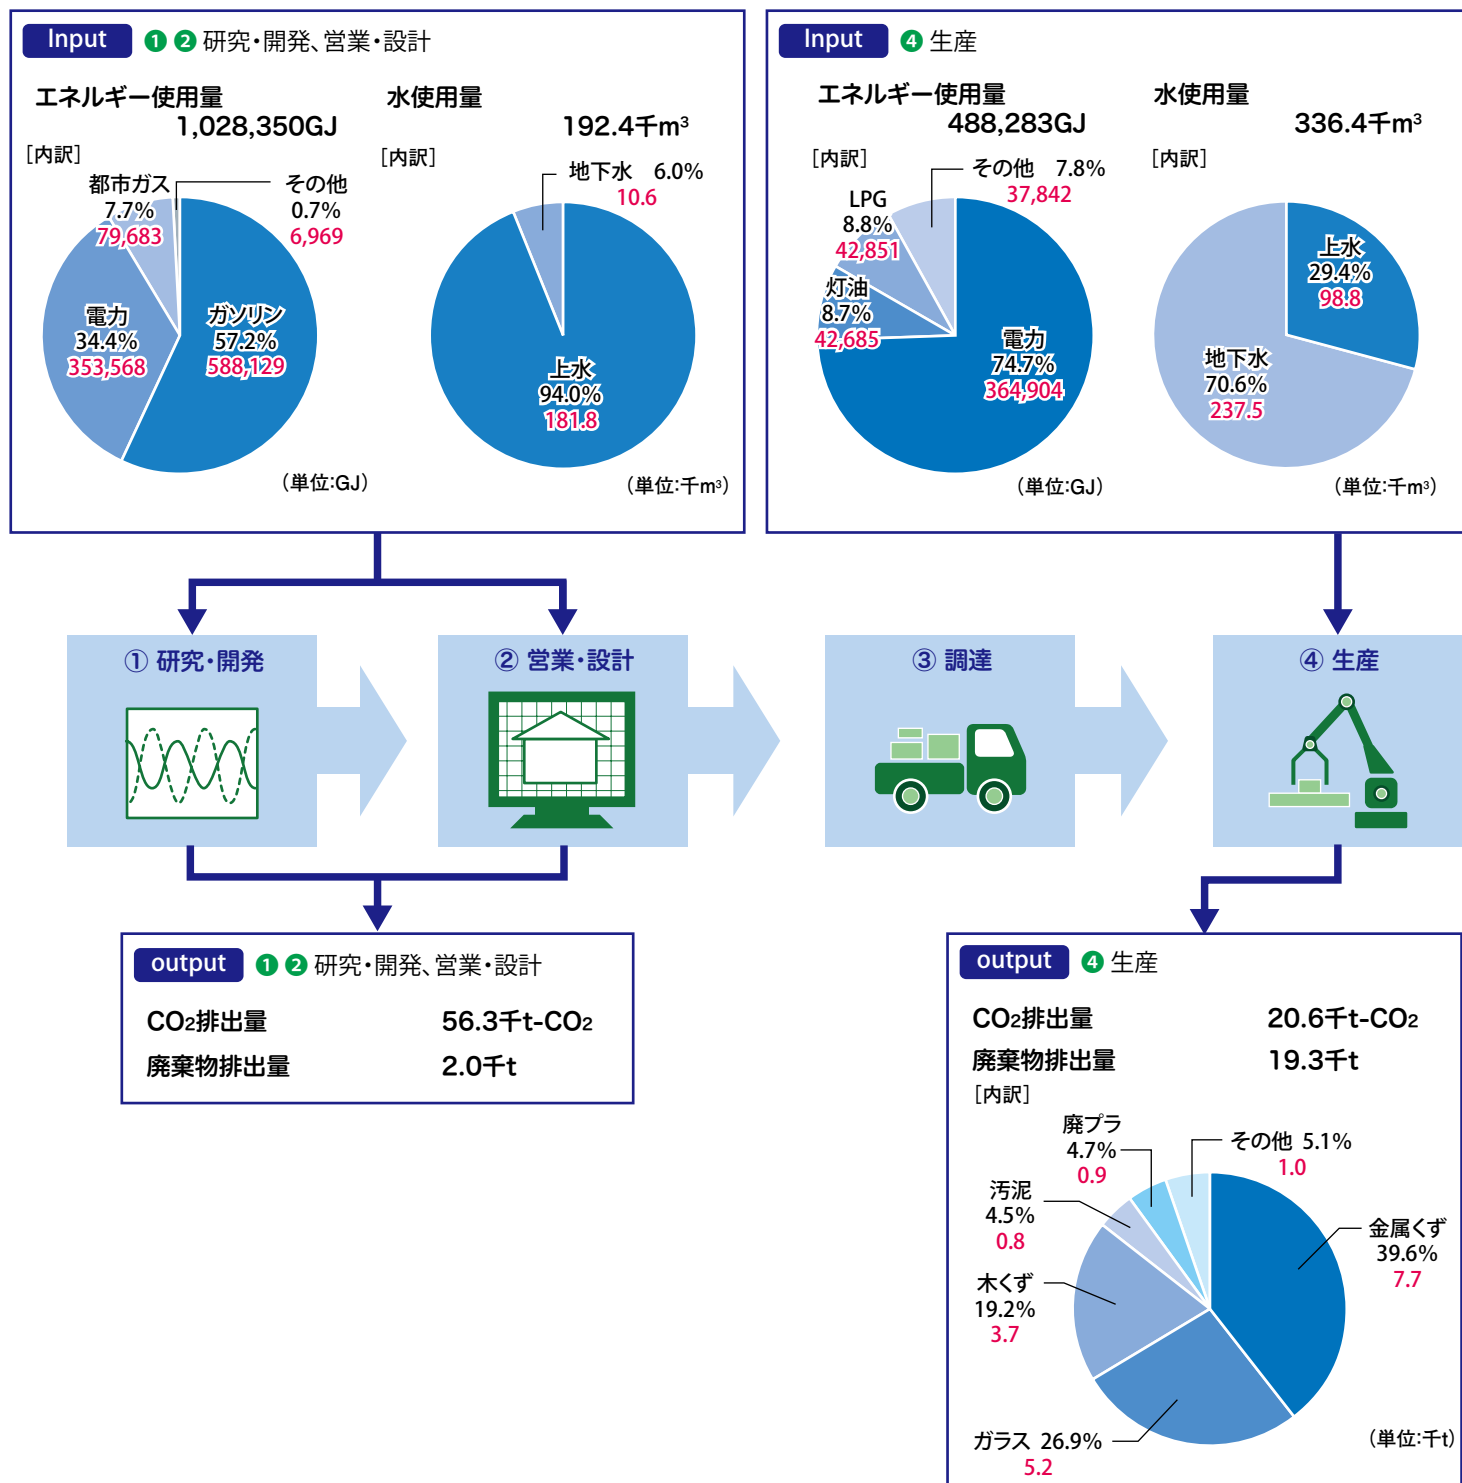 Input ❶ ❷ 研究・開発、営業・設計
エネルギー使用量
1,028,350GJ
[内訳]
都市ガス
7.7%
79,683
その他
0.7%
6,969
電力
34.4%
353,568
ガソリン
57.2%
588,129
(単位:GJ)
水使用量
192.4千m³
[内訳]
地下水 6.0%
10.6
上水
94.0%
181.8
(単位:千m³)
Input ❹ 生産
エネルギー使用量
488,283GJ
[内訳]
その他 7.8%
37,842
LPG
8.8%
42,851
灯油
8.7%
42,685
電力
74.7%
364,904
(単位:GJ)
水使用量
336.4千m³
[内訳]
上水
29.4%
98.8
地下水
70.6%
237.5
(単位:千m³)
① 研究・開発
② 営業・設計
③ 調達
④ 生産
output ❶ ❷ 研究・開発、営業・設計
CO₂排出量 56.3千t-CO₂
廃棄物排出量 2.0千t
output ❹ 生産
CO₂排出量 20.6千t-CO₂
廃棄物排出量 19.3千t
[内訳]
廃プラ
4.7%
0.9
その他 5.1%
1.0
汚泥
4.5%
0.8
金属くず
39.6%
7.7
木くず
19.2%
3.7
ガラス 26.9%
5.2
(単位:千t)